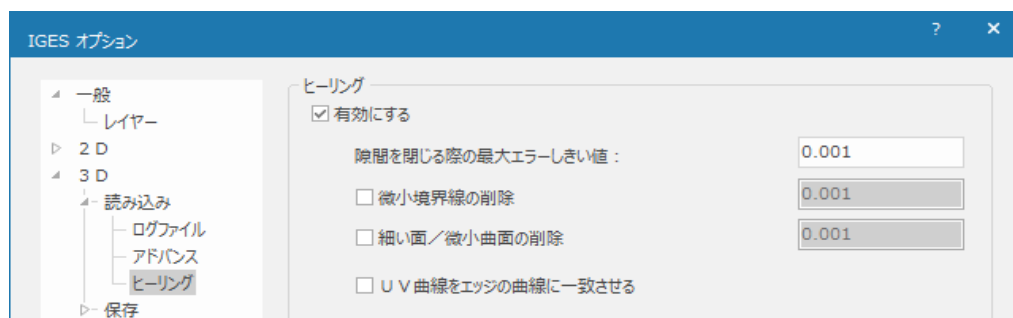 IGES オプション
? ×
一般
レイヤー
2 D
3 D
読み込み
ログファイル
アドバンス
ヒーリング
保存
ヒーリング
有効にする
隙間を閉じる際の最大エラーしきい値： 0.001
微小境界線の削除 0.001
細い面／微小曲面の削除 0.001
ＵＶ曲線をエッジの曲線に一致させる